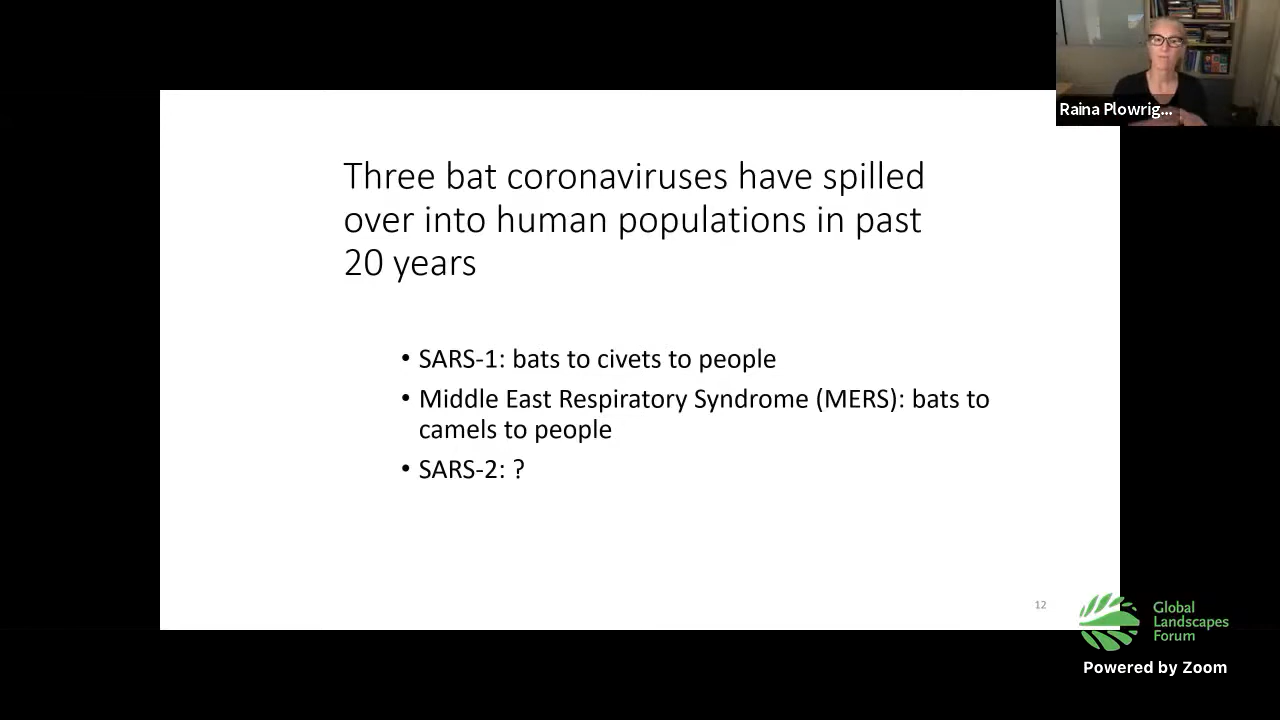 Raina Plowrig...
Three bat coronaviruses have spilled
over into human populations in past
20 years
• SARS-1: bats to civets to people
• Middle East Respiratory Syndrome (MERS): bats to
camels to people
• SARS-2: ?
12
Global
Landscapes
Forum
Powered by Zoom